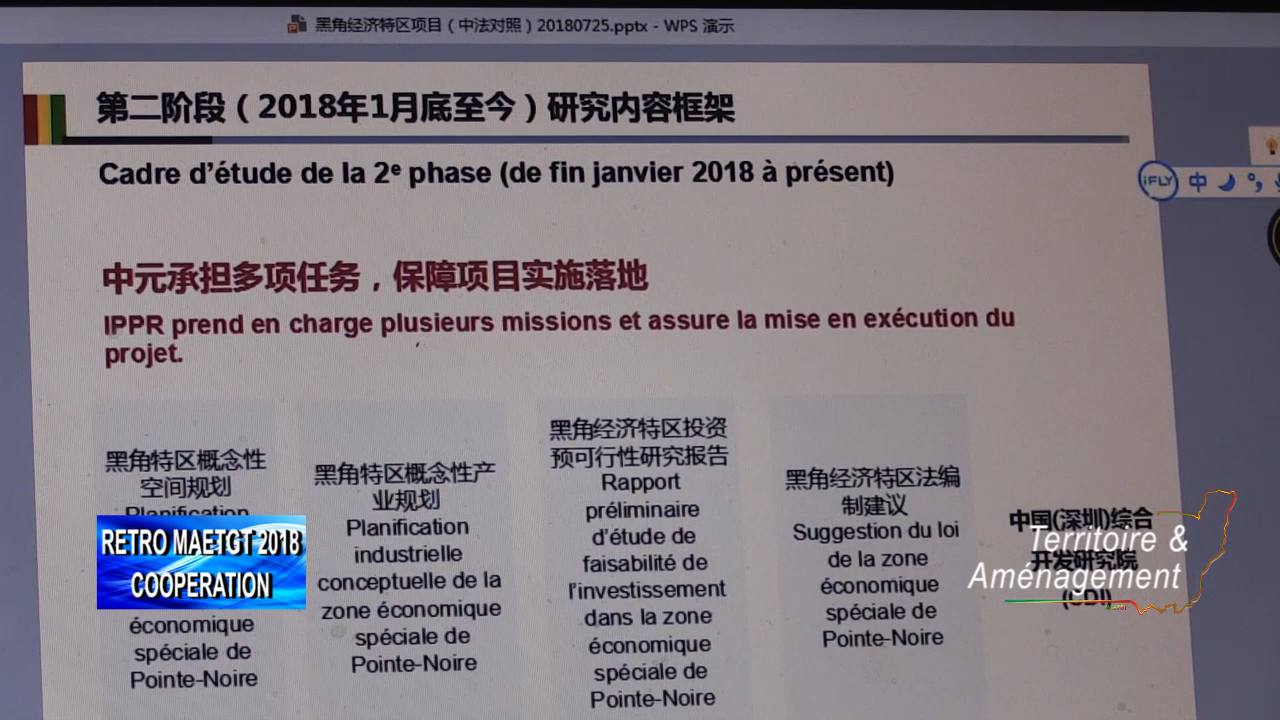 黑角经济特区项目（中法对照）20180725.pptx - WPS 演示
第二阶段（2018年1月底至今）研究内容框架
Cadre d'étude de la 2e phase (de fin janvier 2018 à présent)
iFLY 中
中元承担多项任务，保障项目实施落地
IPPR prend en charge plusieurs missions et assure la mise en exécution du
projet.
黑角特区概念性
空间规划
Planification
économique
spéciale de
Pointe-Noire
黑角特区概念性产
业规划
Planification
industrielle
conceptuelle de la
zone économique
spéciale de
Pointe-Noire
黑角经济特区投资
预可行性研究报告
Rapport
préliminaire
d'étude de
faisabilité de
l'investissement
dans la zone
économique
spéciale de
Pointe-Noire
黑角经济特区法编
制建议
Suggestion du loi
de la zone
économique
spéciale de
Pointe-Noire
中国(深圳)综合
开发研究院
(CDI)
RETRO MAETGT 2018
COOPERATION
Territoire &
Aménagement